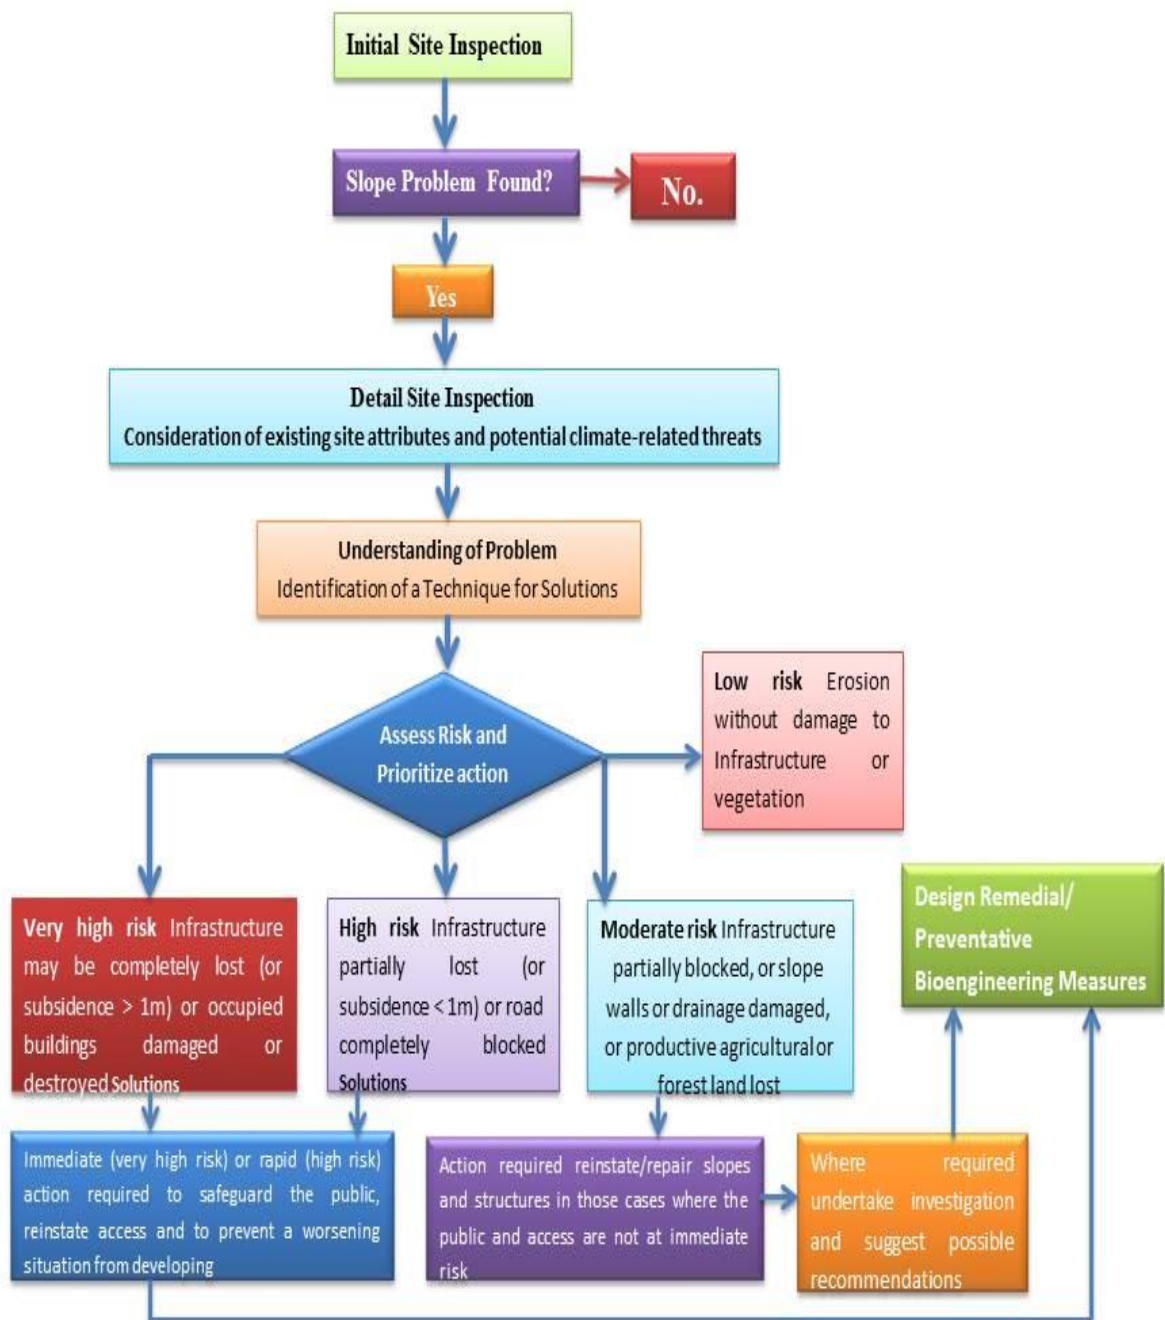 Initial Site Inspection
Slope Problem Found?
No.
Yes
Detail Site Inspection
Consideration of existing site attributes and potential climate-related threats
Understanding of Problem
Identification of a Technique for Solutions
Assess Risk and
Prioritize action
Low risk Erosion
without damage to
Infrastructure or
vegetation
Very high risk Infrastructure
may be completely lost (or
subsidence > 1m) or occupied
buildings damaged or
destroyed Solutions
High risk Infrastructure
partially lost (or
subsidence < 1m) or road
completely blocked
Solutions
Moderate risk Infrastructure
partially blocked, or slope
walls or drainage damaged,
or productive agricultural or
forest land lost
Design Remedial/
Preventative
Bioengineering Measures
Immediate (very high risk) or rapid (high risk)
action required to safeguard the public,
reinstate access and to prevent a worsening
situation from developing
Action required reinstate/repair slopes
and structures in those cases where the
public and access are not at immediate
risk
Where required
undertake investigation
and suggest possible
recommendations